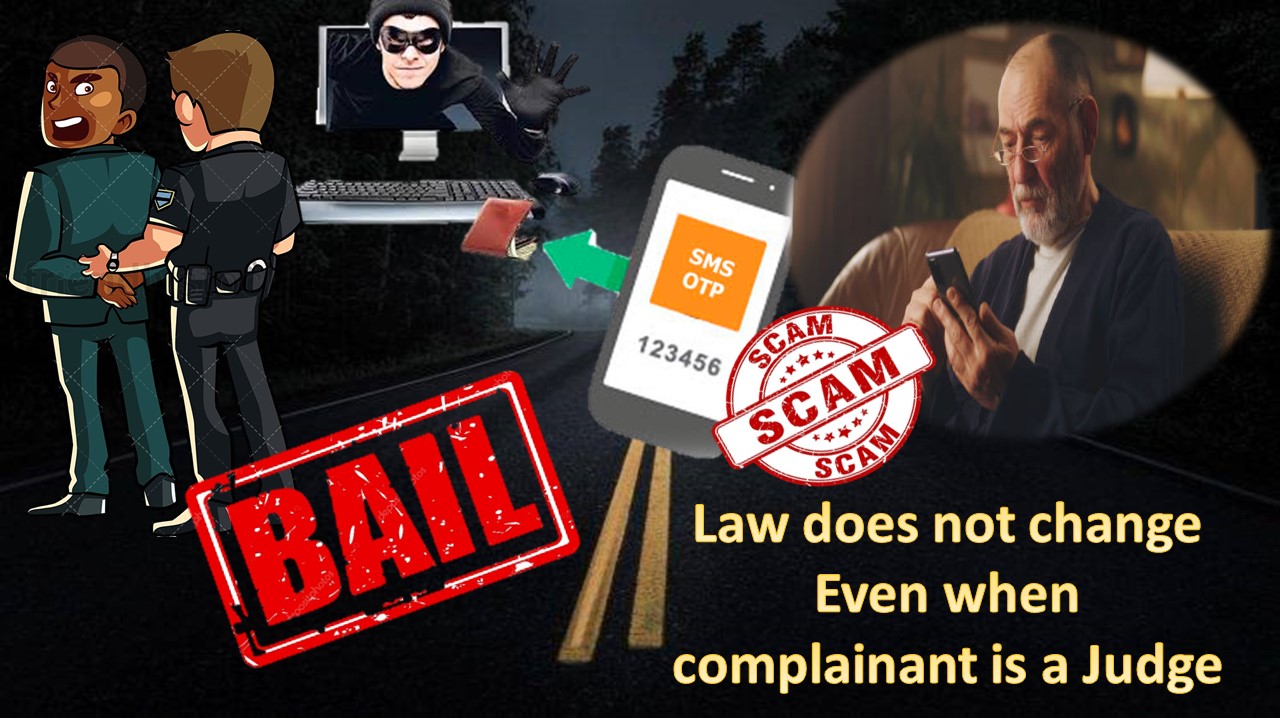 SMS
OTP
123456
SCAM
SCAM
SCAM
BAIL
Law does not change
Even when
complainant is a Judge